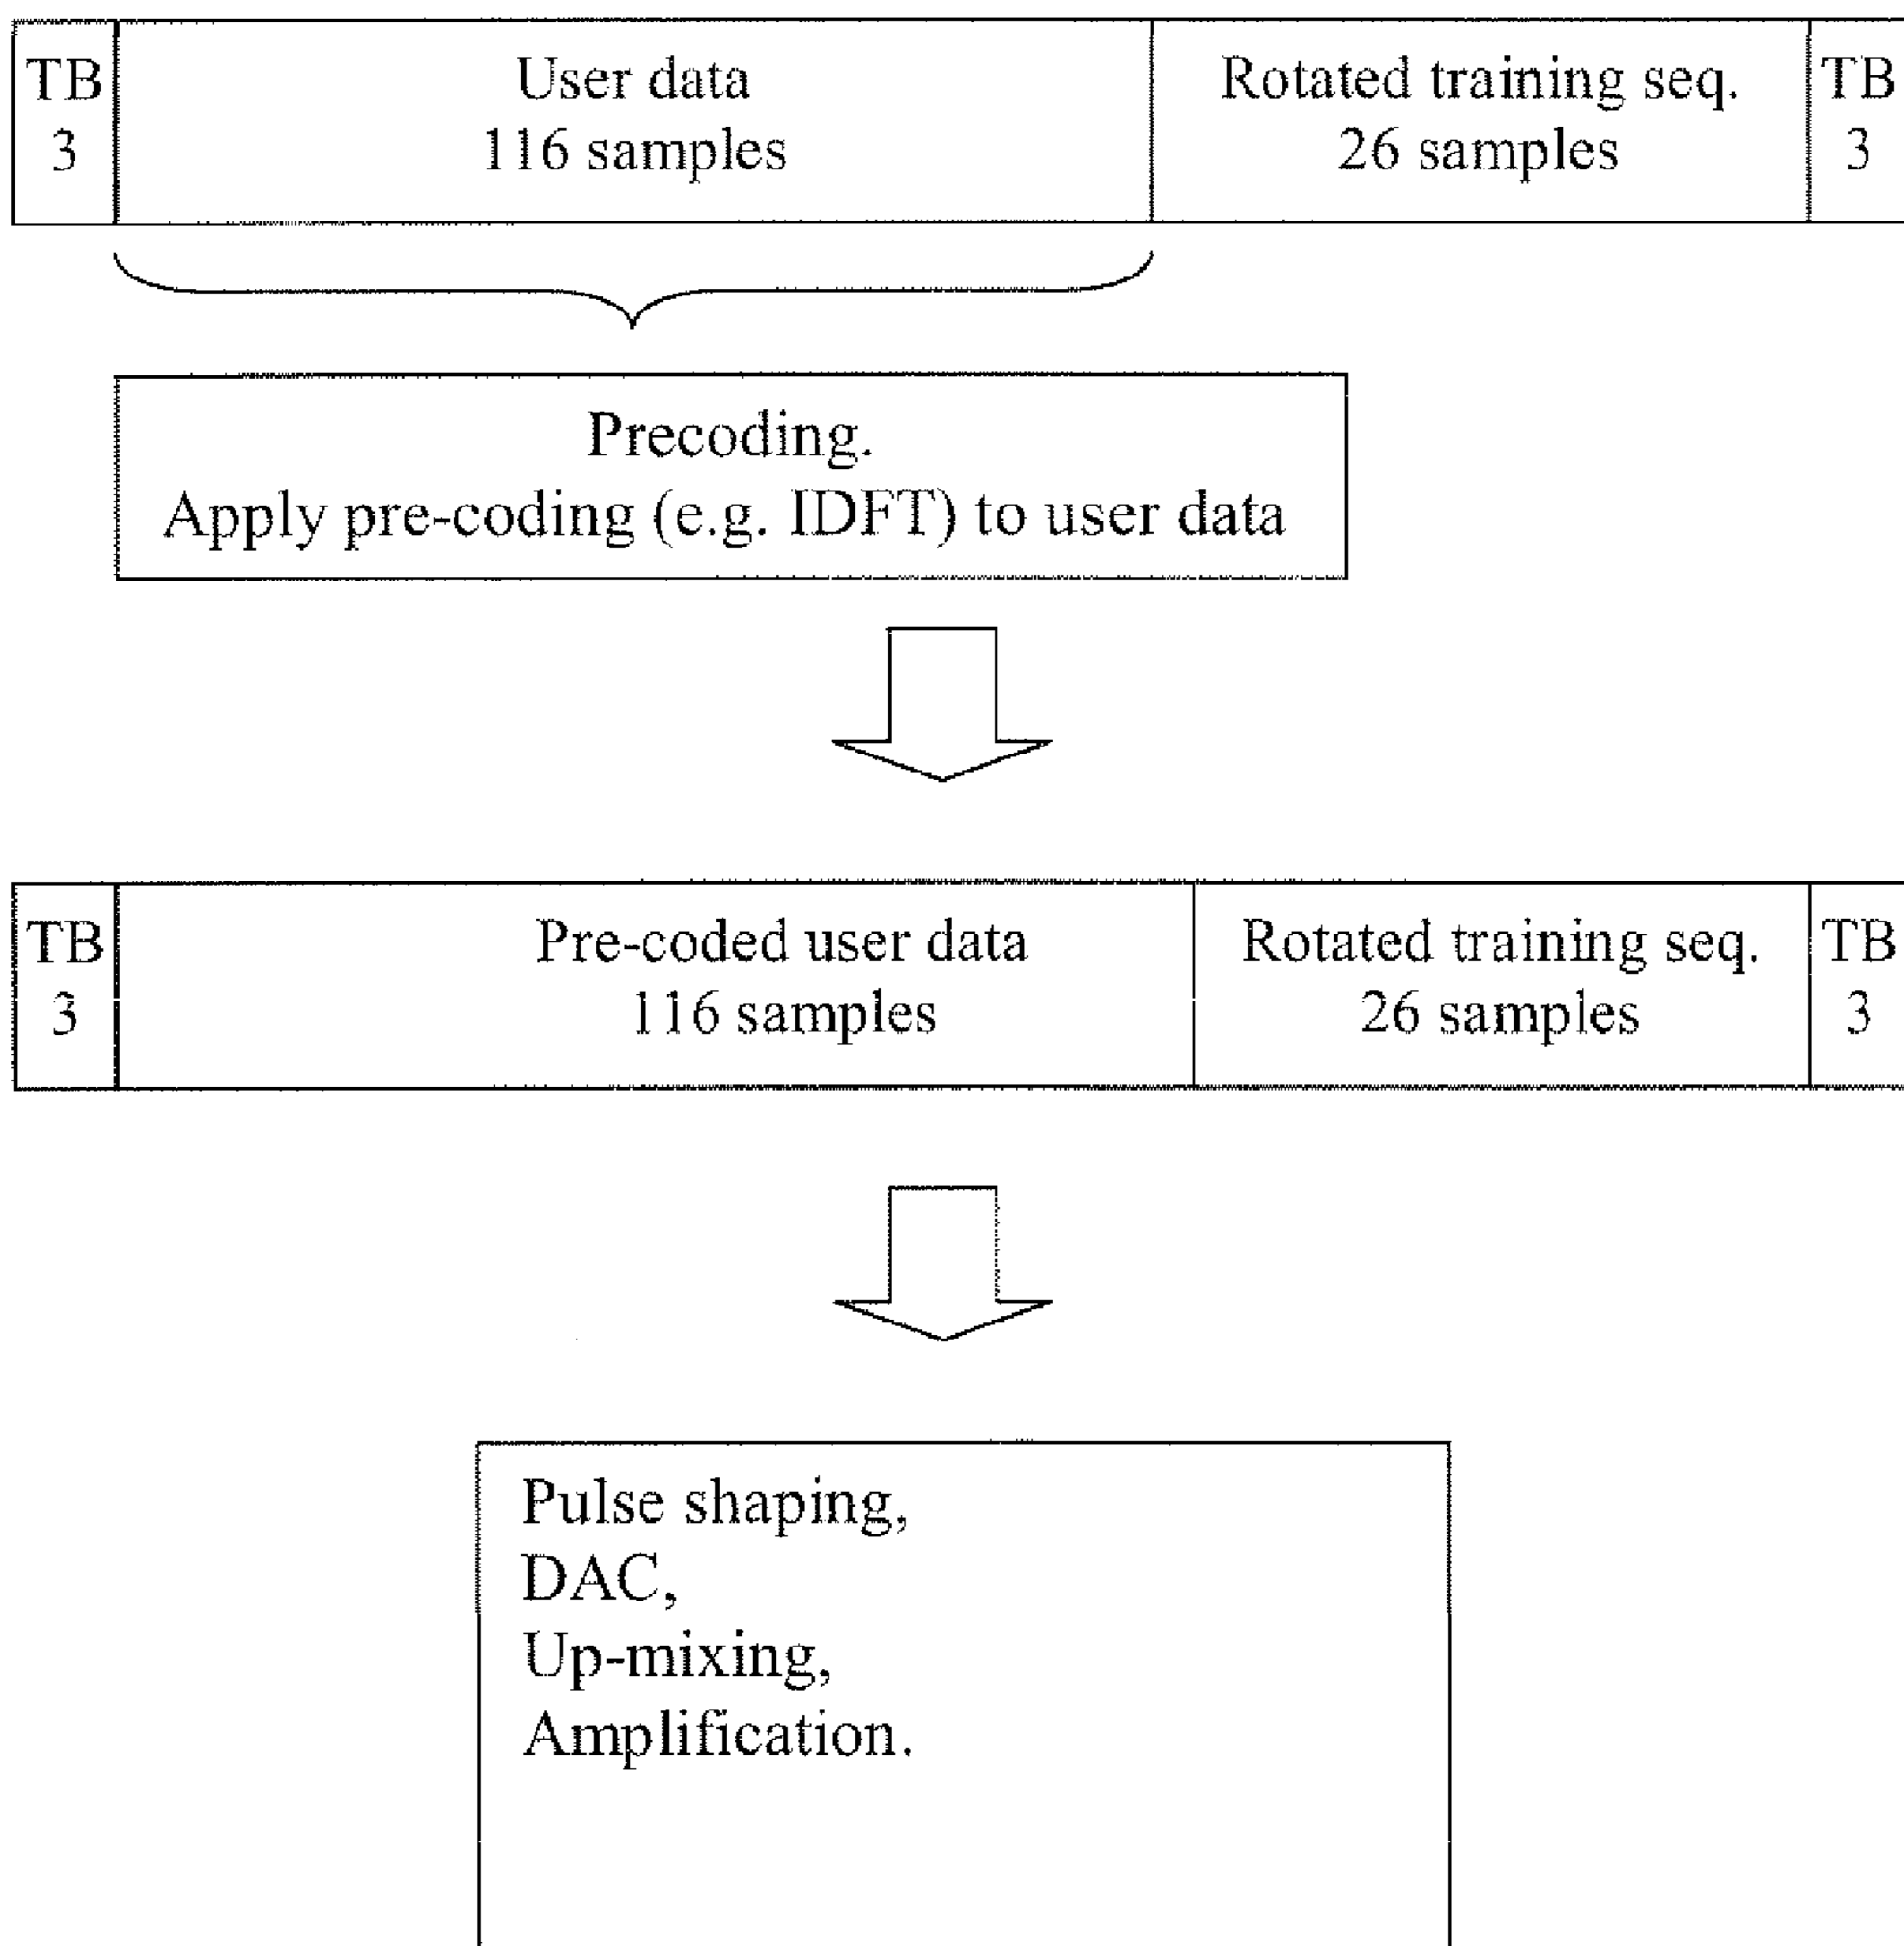 TB User data Rotated training seq. TB
3 116 samples 26 samples 3
Precoding.
Apply pre-coding (e.g. IDFT) to user data
TB Pre-coded user data Rotated training seq. TB
3 116 samples 26 samples 3
Pulse shaping,
DAC,
Up-mixing,
Amplification.